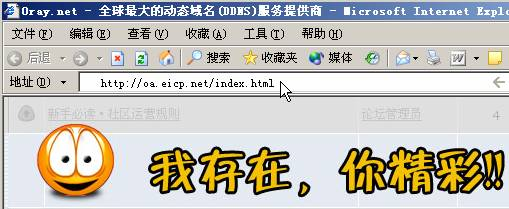 Oray.net - 全球最大的动态域名(DDNS)服务提供商 - Microsoft Internet Explo
文件(F) 编辑(E) 查看(V) 收藏(A) 工具(T) 帮助(H)
后退 搜索 收藏夹 媒体
地址(D) http://oa.eicp.net/index.html
新手必读·社区运营规则 论坛管理员 4
我存在，你精彩!!